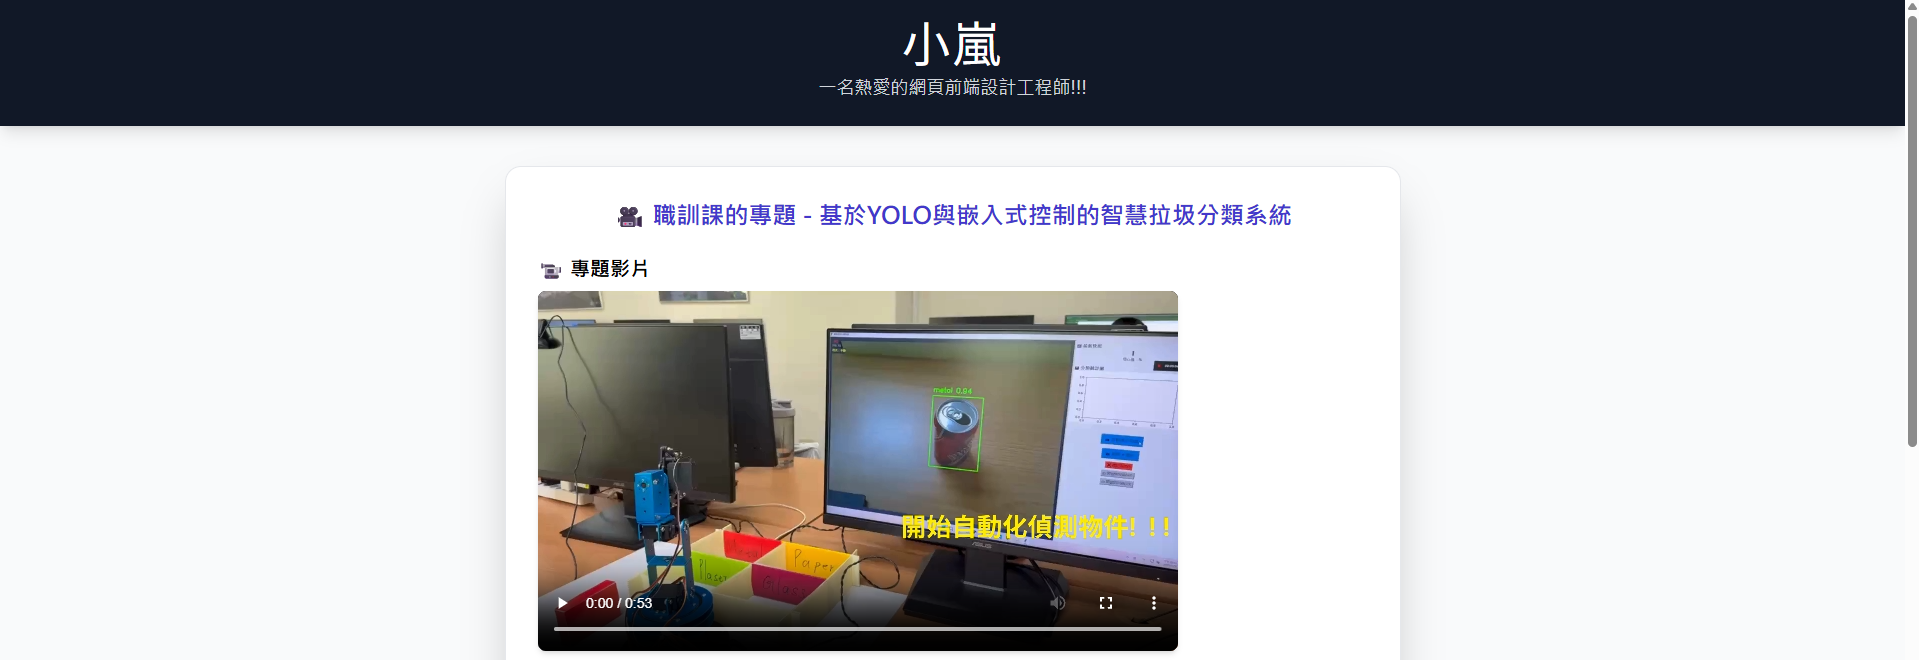 小嵐
一名熱愛的網頁前端設計工程師!!!
職訓課的專題 - 基於YOLO與嵌入式控制的智慧拉圾分類系統
專題影片
metal 0.84
開始自動化偵測物件! ! !
Metal
Paper
Glass
ASUS
0:00 / 0:53